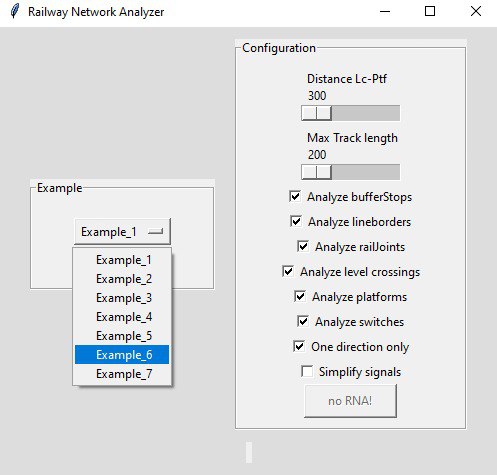 Railway Network Analyzer
Example
Example_1
Example_1
Example_2
Example_3
Example_4
Example_5
Example_6
Example_7
Configuration
Distance Lc-Ptf
300
Max Track length
200
Analyze bufferStops
Analyze lineborders
Analyze railJoints
Analyze level crossings
Analyze platforms
Analyze switches
One direction only
Simplify signals
no RNA!